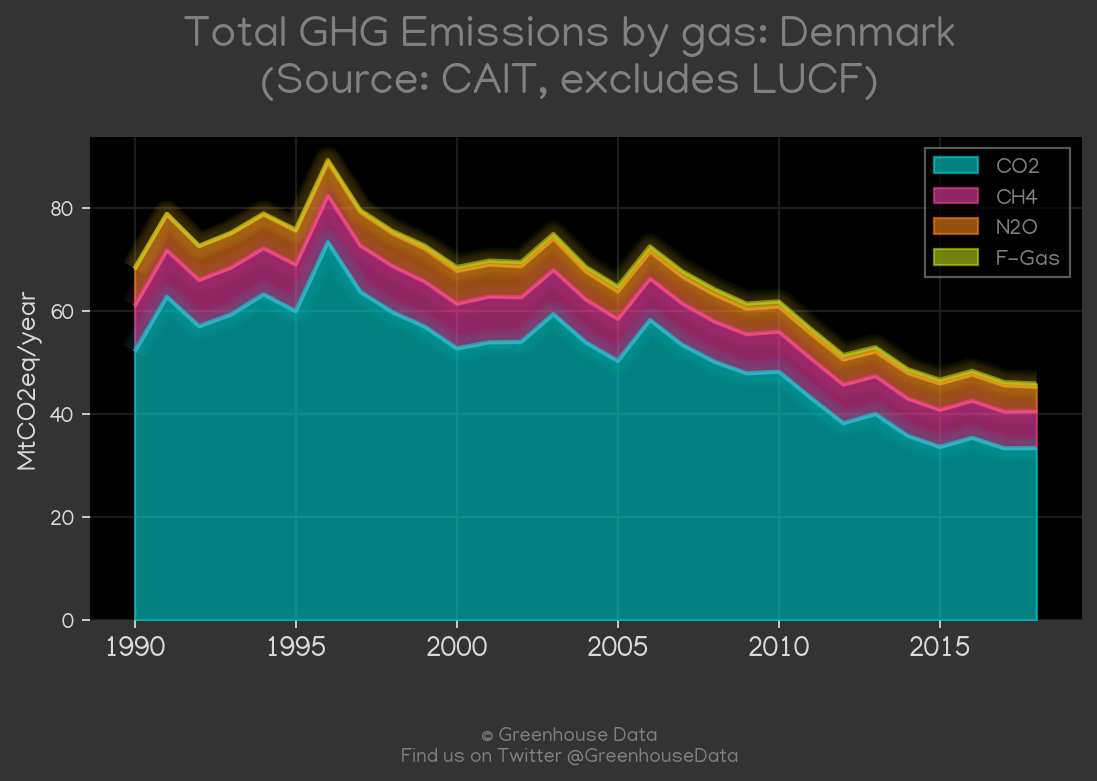 Total GHG Emissions by gas: Denmark
(Source: CAIT, excludes LUCF)
CO2
CH4
N2O
F-Gas
MtCO2eq/year
80
60
40
20
0
1990 1995 2000 2005 2010 2015
© Greenhouse Data
Find us on Twitter @GreenhouseData